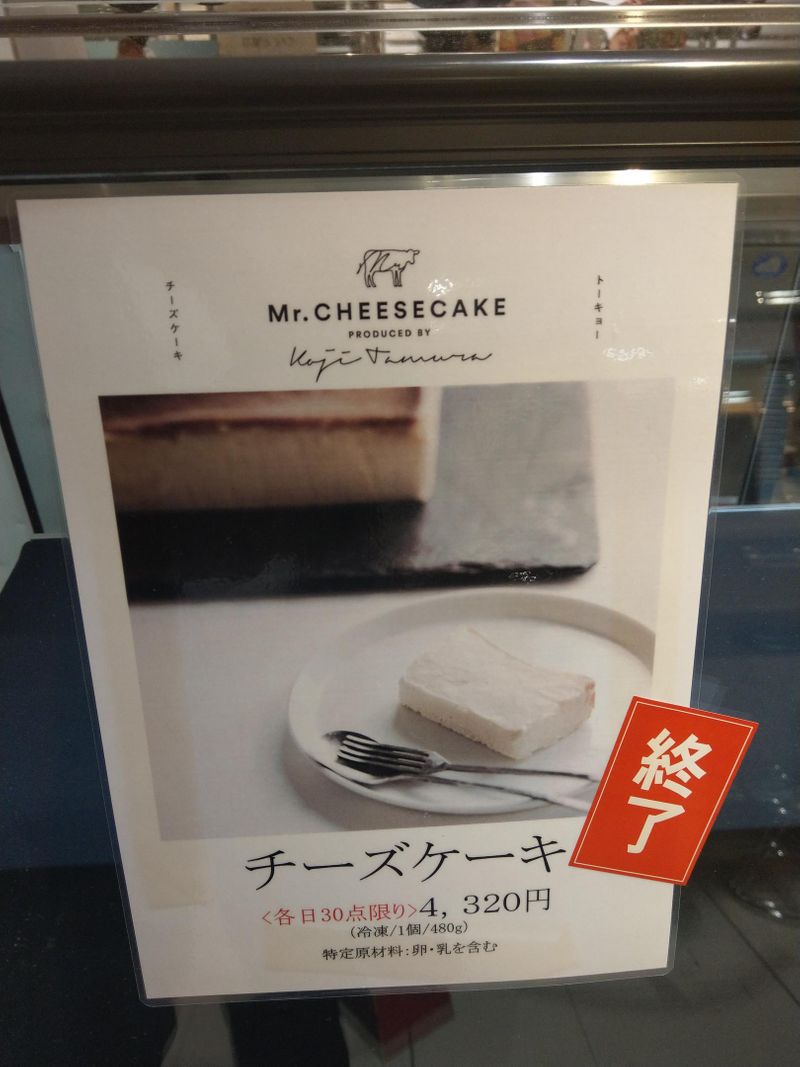 チーズケーキ
Mr. CHEESECAKE
PRODUCED BY
Koji Tamura
トーキョー
終了
チーズケーキ
<各日30点限り>4,320円
(冷凍/1個/480g)
特定原材料:卵・乳を含む